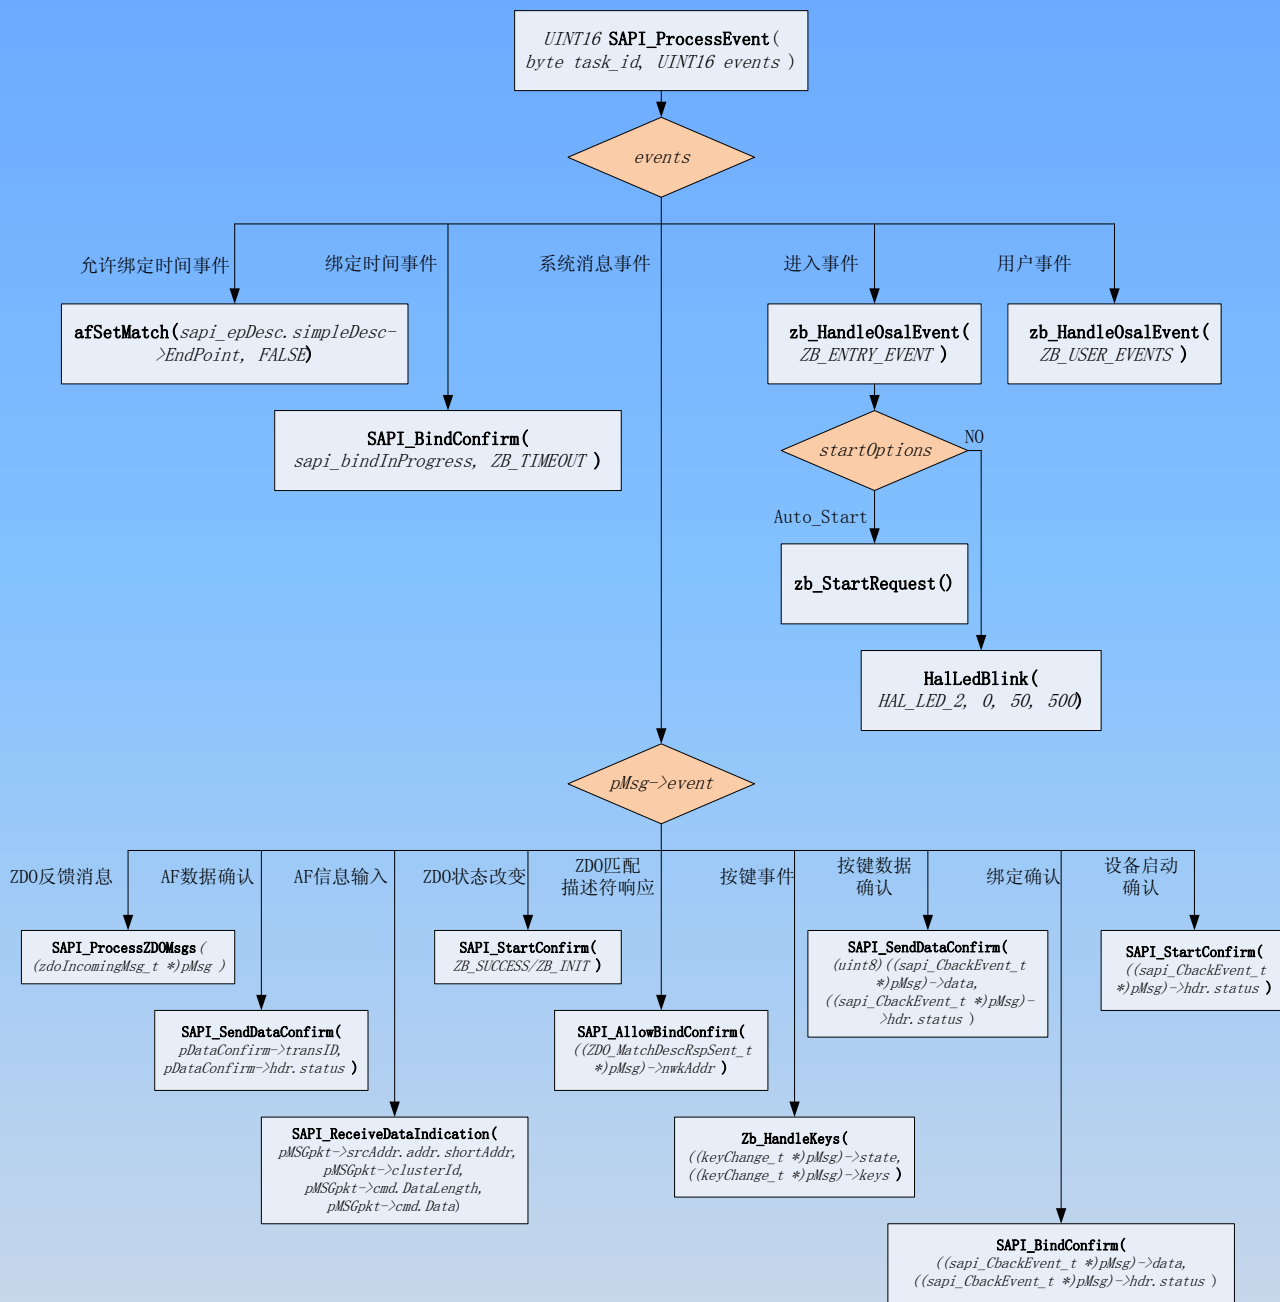 UINT16 SAPI_ProcessEvent(
byte task_id, UINT16 events )
events
允许绑定时间事件
绑定时间事件
系统消息事件
进入事件
用户事件
afSetMatch(sapi_epDesc.simpleDesc-
>EndPoint, FALSE)
zb_HandleOsalEvent(
ZB_ENTRY_EVENT )
zb_HandleOsalEvent(
ZB_USER_EVENTS )
SAPI_BindConfirm(
sapi_bindInProgress, ZB_TIMEOUT )
startOptions
NO
Auto_Start
zb_StartRequest()
HalLedBlink(
HAL_LED_2, 0, 50, 500)
pMsg->event
ZDO反馈消息
AF数据确认
AF信息输入
ZDO状态改变
ZDO匹配
描述符响应
按键事件
按键数据
确认
绑定确认
设备启动
确认
SAPI_ProcessZDOMsgs(
(zdoIncomingMsg_t *)pMsg )
SAPI_StartConfirm(
ZB_SUCCESS/ZB_INIT )
SAPI_SendDataConfirm(
(uint8)((sapi_CbackEvent_t
*)pMsg)->data,
((sapi_CbackEvent_t *)pMsg)-
>hdr.status )
SAPI_StartConfirm(
((sapi_CbackEvent_t
*)pMsg)->hdr.status )
SAPI_SendDataConfirm(
pDataConfirm->transID,
pDataConfirm->hdr.status )
SAPI_AllowBindConfirm(
((ZDO_MatchDescRspSent_t
*)pMsg)->nwkAddr )
SAPI_ReceiveDataIndication(
pMSGpkt->srcAddr.addr.shortAddr,
pMSGpkt->clusterId,
pMSGpkt->cmd.DataLength,
pMSGpkt->cmd.Data)
Zb_HandleKeys(
((keyChange_t *)pMsg)->state,
((keyChange_t *)pMsg)->keys )
SAPI_BindConfirm(
((sapi_CbackEvent_t *)pMsg)->data,
((sapi_CbackEvent_t *)pMsg)->hdr.status )